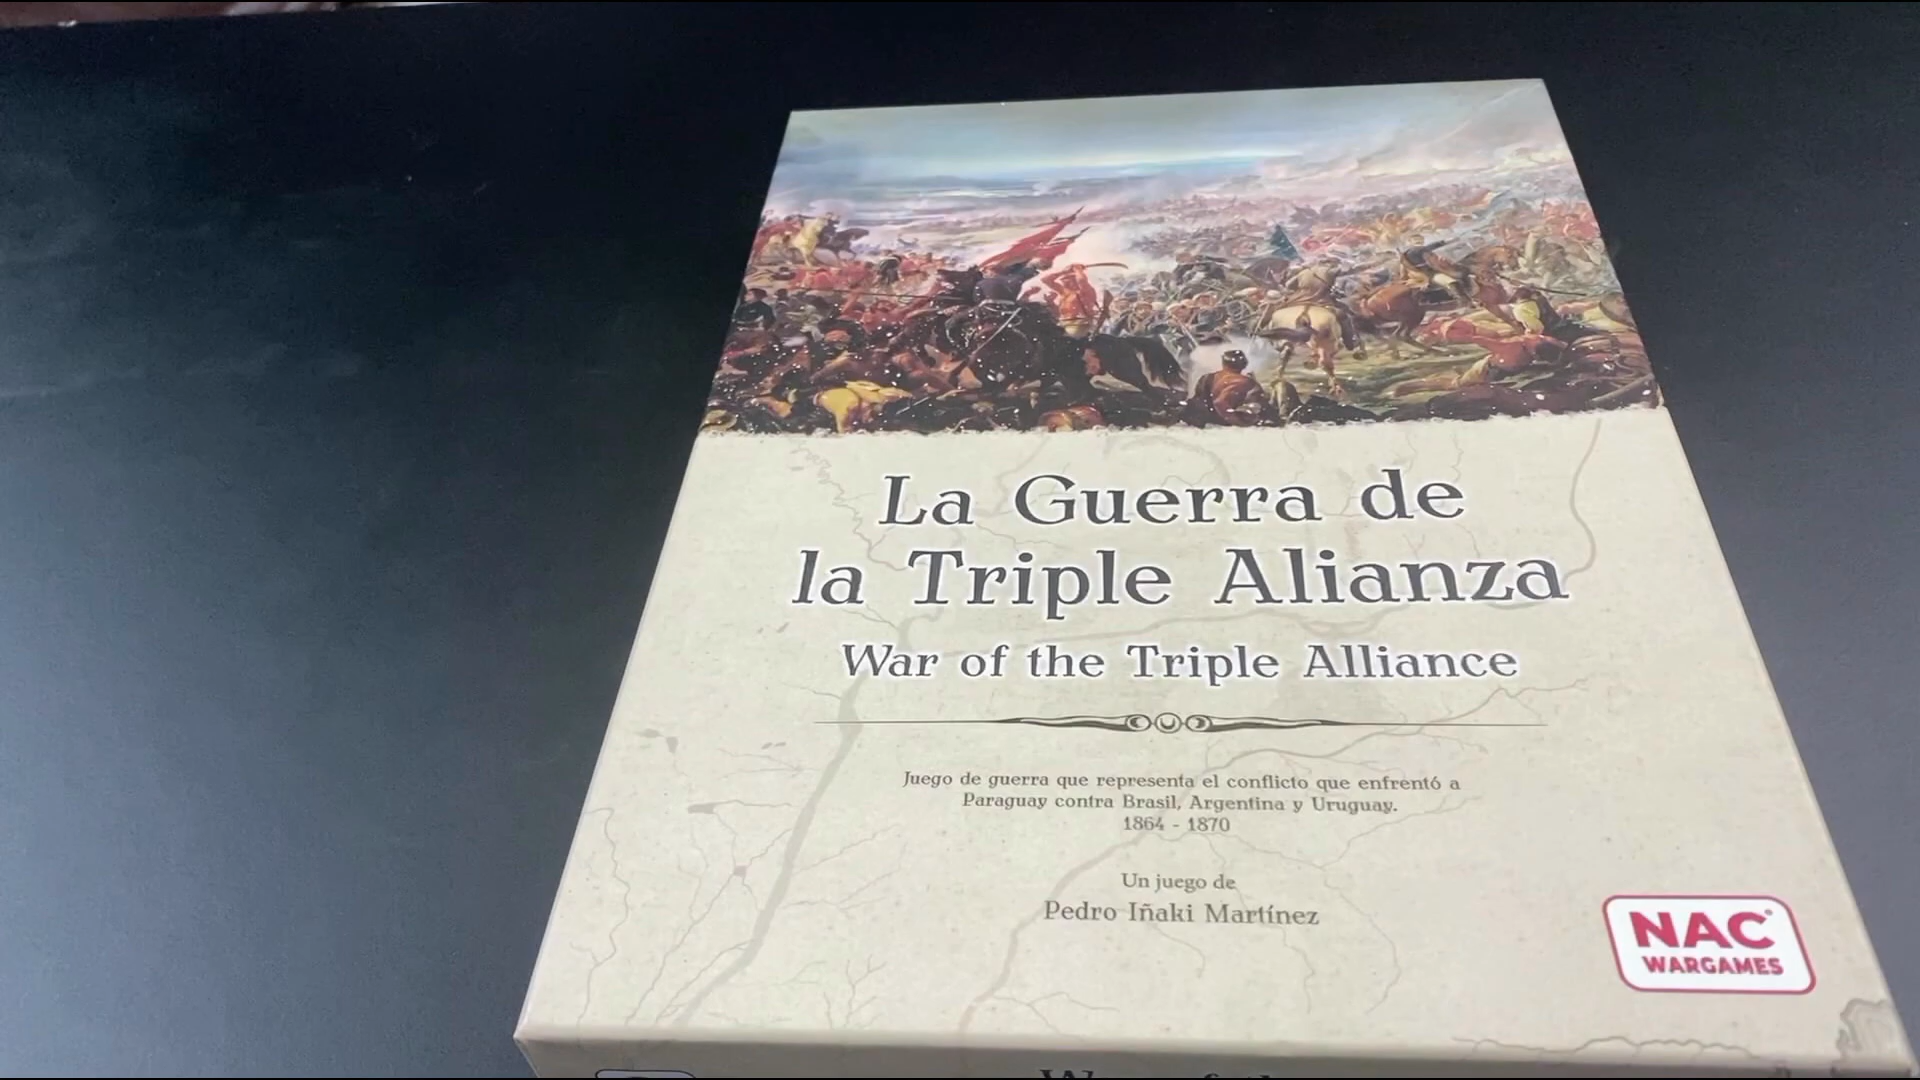 La Guerra de
la Triple Alianza
War of the Triple Alliance
Juego de guerra que representa el conflicto que enfrentó a
Paraguay contra Brasil, Argentina y Uruguay.
1864 - 1870
Un juego de
Pedro Iñaki Martínez
NAC
WARGAMES